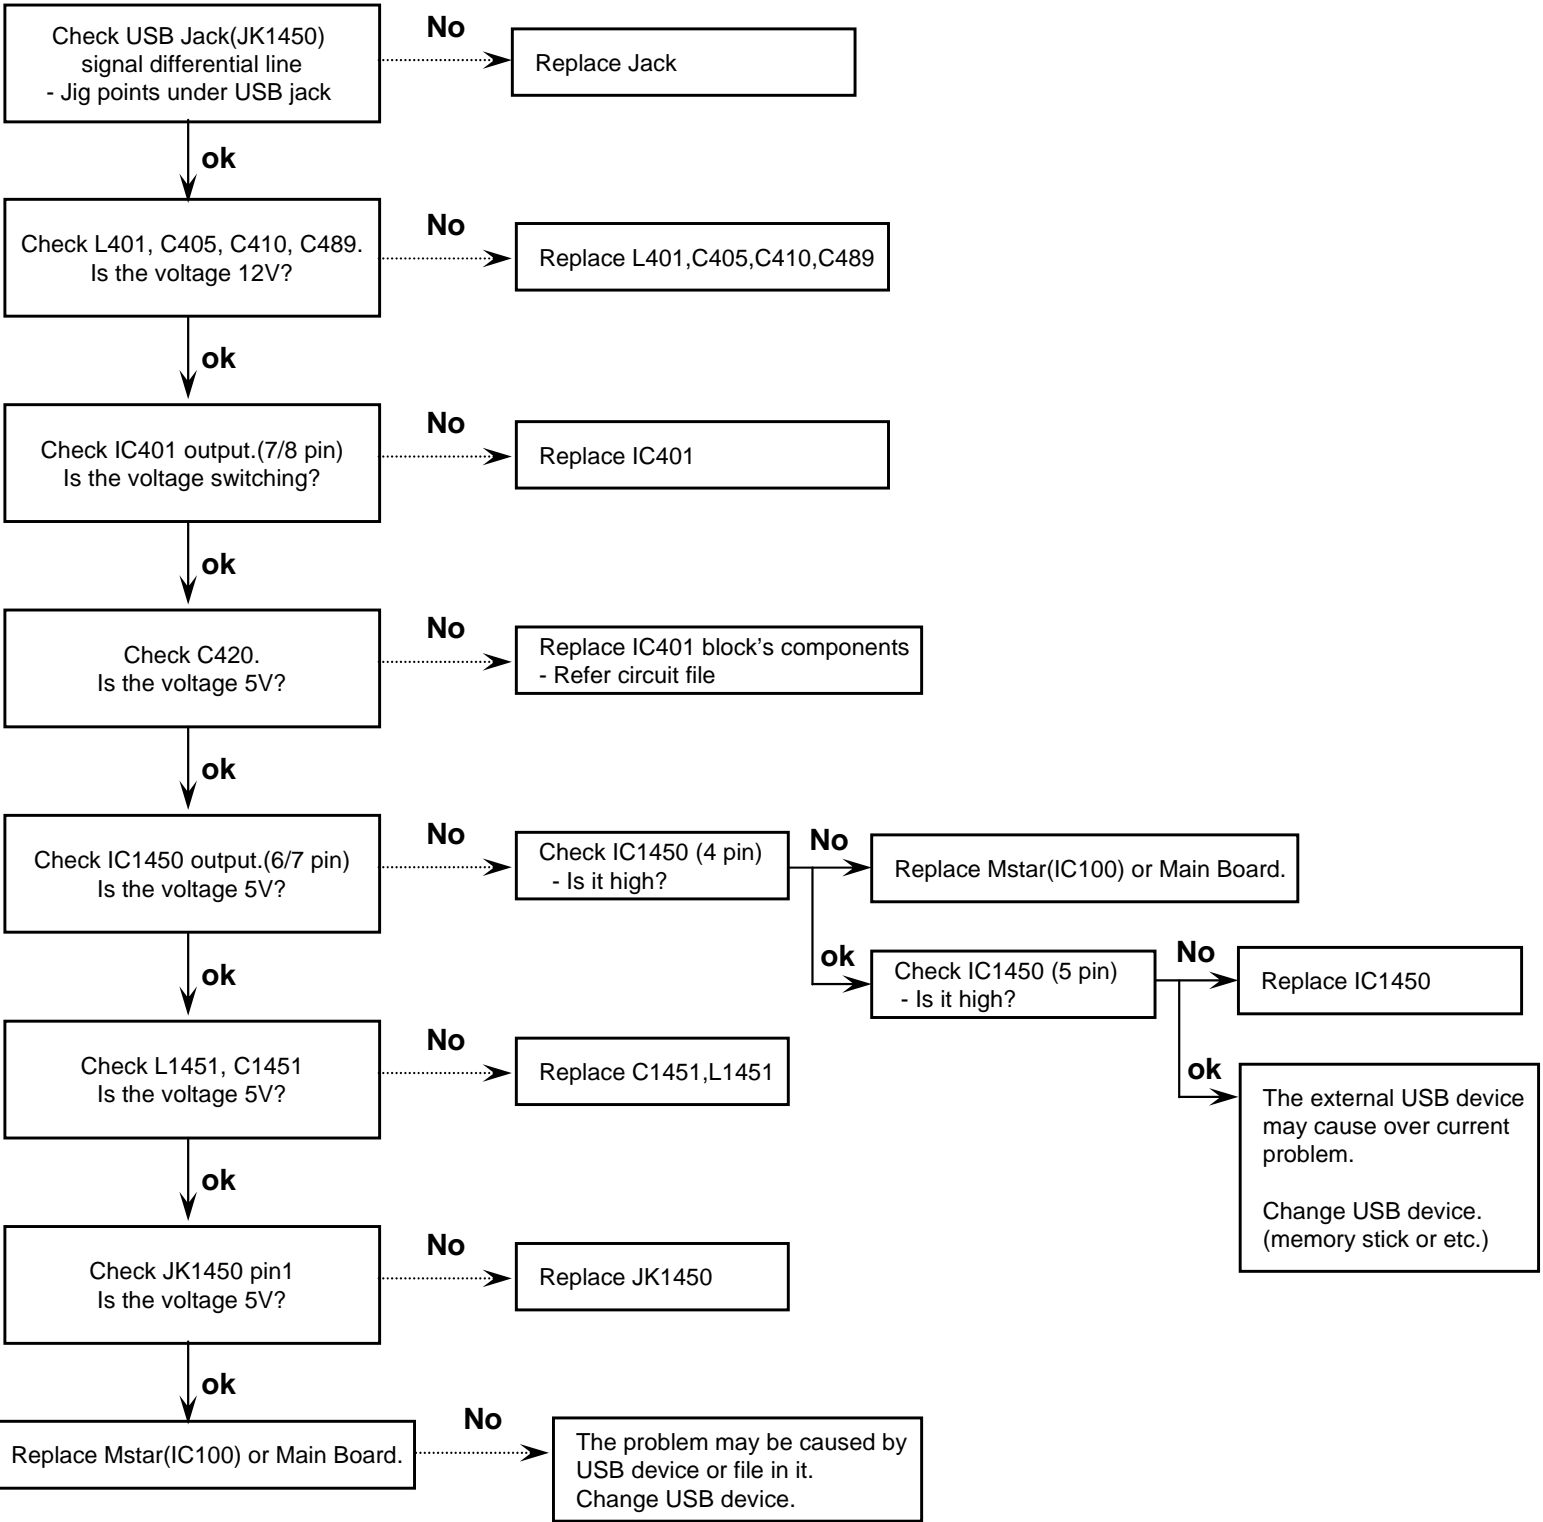 Check USB Jack(JK1450)
signal differential line
- Jig points under USB jack
No
Replace Jack
ok
Check L401, C405, C410, C489.
Is the voltage 12V?
No
Replace L401,C405,C410,C489
ok
Check IC401 output.(7/8 pin)
Is the voltage switching?
No
Replace IC401
ok
Check C420.
Is the voltage 5V?
No
Replace IC401 block’s components
- Refer circuit file
ok
Check IC1450 output.(6/7 pin)
Is the voltage 5V?
No
Check IC1450 (4 pin)
- Is it high?
No
Replace Mstar(IC100) or Main Board.
ok
Check IC1450 (5 pin)
- Is it high?
No
Replace IC1450
ok
The external USB device
may cause over current
problem.
Change USB device.
(memory stick or etc.)
ok
Check L1451, C1451
Is the voltage 5V?
No
Replace C1451,L1451
ok
Check JK1450 pin1
Is the voltage 5V?
No
Replace JK1450
ok
Replace Mstar(IC100) or Main Board.
No
The problem may be caused by
USB device or file in it.
Change USB device.